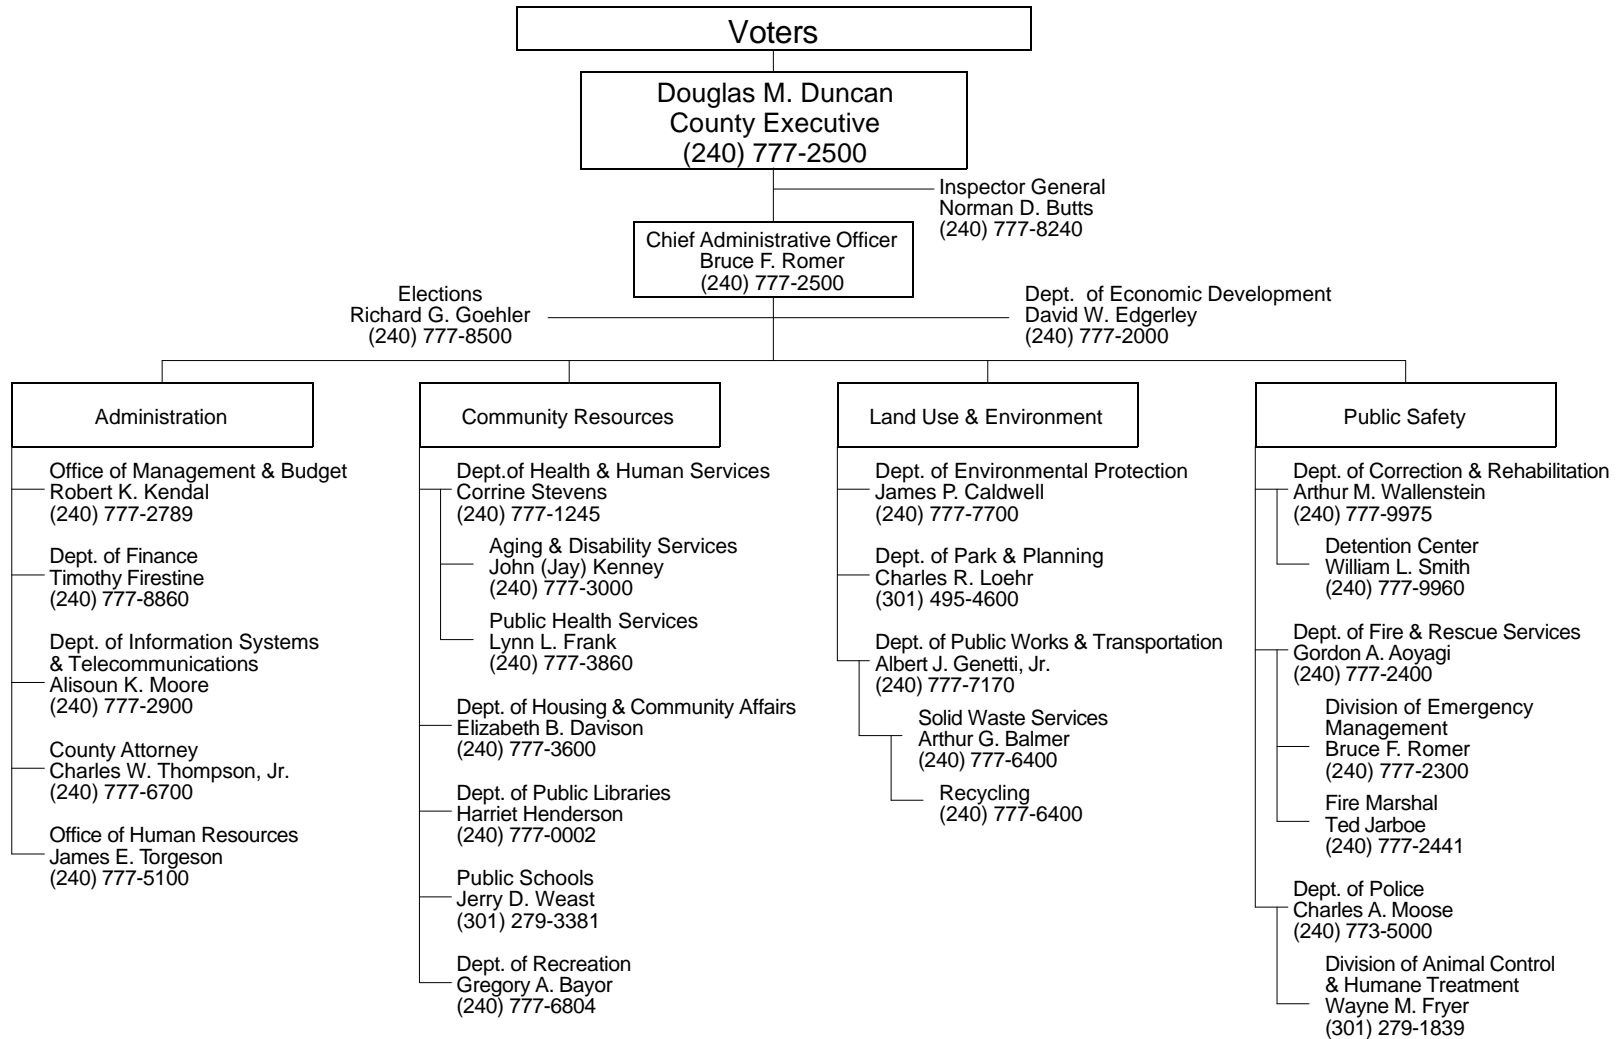 Voters
Douglas M. Duncan
County Executive
(240) 777-2500
Inspector General
Norman D. Butts
(240) 777-8240
Chief Administrative Officer
Bruce F. Romer
(240) 777-2500
Elections
Richard G. Goehler
(240) 777-8500
Dept. of Economic Development
David W. Edgerley
(240) 777-2000
Administration
Office of Management & Budget
Robert K. Kendal
(240) 777-2789
Dept. of Finance
Timothy Firestine
(240) 777-8860
Dept. of Information Systems
& Telecommunications
Alisoun K. Moore
(240) 777-2900
County Attorney
Charles W. Thompson, Jr.
(240) 777-6700
Office of Human Resources
James E. Torgeson
(240) 777-5100
Community Resources
Dept.of Health & Human Services
Corrine Stevens
(240) 777-1245
Aging & Disability Services
John (Jay) Kenney
(240) 777-3000
Public Health Services
Lynn L. Frank
(240) 777-3860
Dept. of Housing & Community Affairs
Elizabeth B. Davison
(240) 777-3600
Dept. of Public Libraries
Harriet Henderson
(240) 777-0002
Public Schools
Jerry D. Weast
(301) 279-3381
Dept. of Recreation
Gregory A. Bayor
(240) 777-6804
Land Use & Environment
Dept. of Environmental Protection
James P. Caldwell
(240) 777-7700
Dept. of Park & Planning
Charles R. Loehr
(301) 495-4600
Dept. of Public Works & Transportation
Albert J. Genetti, Jr.
(240) 777-7170
Solid Waste Services
Arthur G. Balmer
(240) 777-6400
Recycling
(240) 777-6400
Public Safety
Dept. of Correction & Rehabilitation
Arthur M. Wallenstein
(240) 777-9975
Detention Center
William L. Smith
(240) 777-9960
Dept. of Fire & Rescue Services
Gordon A. Aoyagi
(240) 777-2400
Division of Emergency
Management
Bruce F. Romer
(240) 777-2300
Fire Marshal
Ted Jarboe
(240) 777-2441
Dept. of Police
Charles A. Moose
(240) 773-5000
Division of Animal Control
& Humane Treatment
Wayne M. Fryer
(301) 279-1839